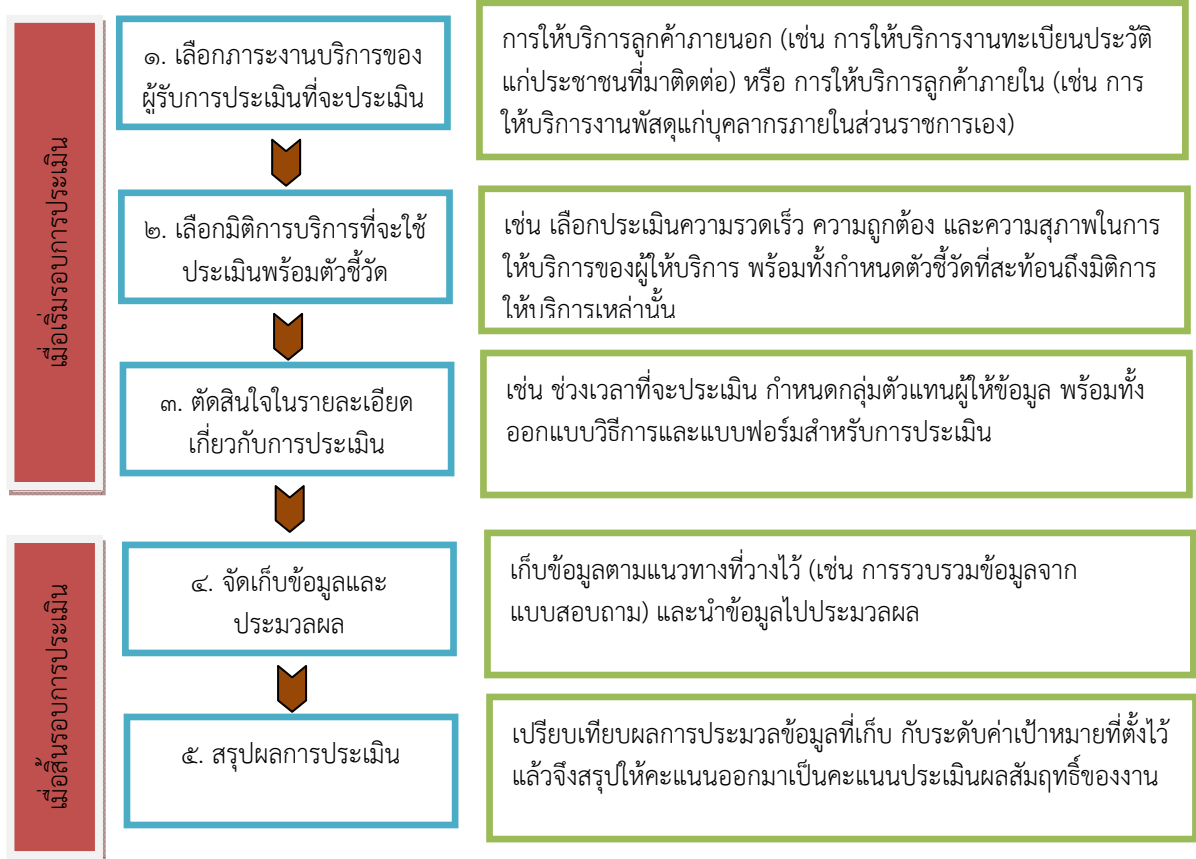 เมื่อเริ่มรอบการประเมิน
๑. เลือกภาระงานบริการของ
ผู้รับการประเมินที่จะประเมิน
การให้บริการลูกค้าภายนอก (เช่น การให้บริการงานทะเบียนประวัติ
แก่ประชาชนที่มาติดต่อ) หรือ การให้บริการลูกค้าภายใน (เช่น การ
ให้บริการงานพัสดุแก่บุคลากรภายในส่วนราชการเอง)
๒. เลือกมิติการบริการที่จะใช้
ประเมินพร้อมตัวชี้วัด
เช่น เลือกประเมินความรวดเร็ว ความถูกต้อง และความสุภาพในการ
ให้บริการของผู้ให้บริการ พร้อมทั้งกำหนดตัวชี้วัดที่สะท้อนถึงมิติการ
ให้บริการเหล่านั้น
๓. ตัดสินใจในรายละเอียด
เกี่ยวกับการประเมิน
เช่น ช่วงเวลาที่จะประเมิน กำหนดกลุ่มตัวแทนผู้ให้ข้อมูล พร้อมทั้ง
ออกแบบวิธีการและแบบฟอร์มสำหรับการประเมิน
เมื่อสิ้นรอบการประเมิน
๔. จัดเก็บข้อมูลและ
ประมวลผล
เก็บข้อมูลตามแนวทางที่วางไว้ (เช่น การรวบรวมข้อมูลจาก
แบบสอบถาม) และนำข้อมูลไปประมวลผล
๕. สรุปผลการประเมิน
เปรียบเทียบผลการประมวลข้อมูลที่เก็บ กับระดับค่าเป้าหมายที่ตั้งไว้
แล้วจึงสรุปให้คะแนนออกมาเป็นคะแนนประเมินผลสัมฤทธิ์ของงาน